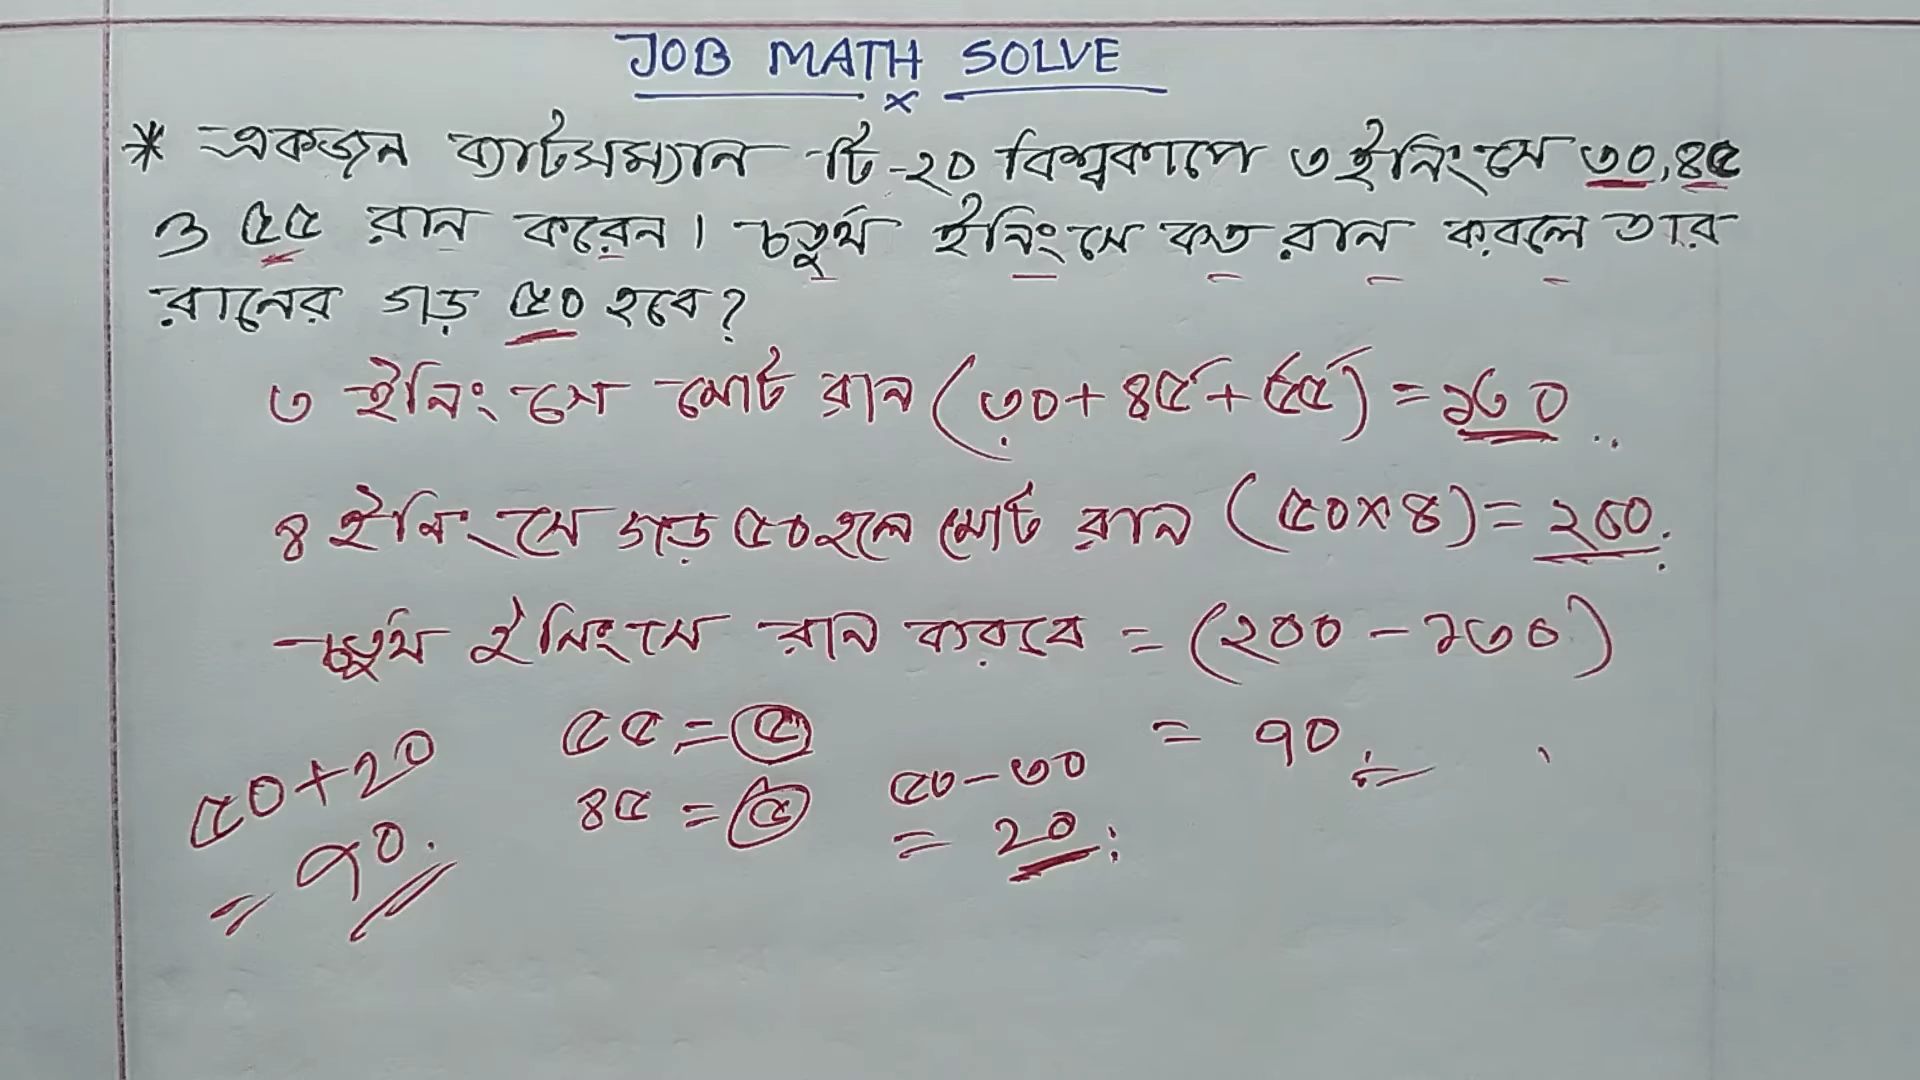 JOB MATH SOLVE
x
* একজন ব্যাটসম্যান টি-২০ বিশ্বকাপে ৩ ইনিংসে ৩০,৪৫
ও ৫৫ রান করেন। চতুর্থ ইনিংসে কত রান করলে তার
রানের গড় ৫০ হবে?
৩ ইনিংসে মোট রান (৩০+৪৫+৫৫) = ১৩০
৪ ইনিংসে গড় ৫০ হলে মোট রান (৫০×৪) = ২০০
চতুর্থ ইনিংসে রান করবে = (২০০ - ১৩০)
= ৭০
৫৫ = ৫
৪৫ = ৫
৫০-৩০
= ২০
৫০+২০
= ৭০